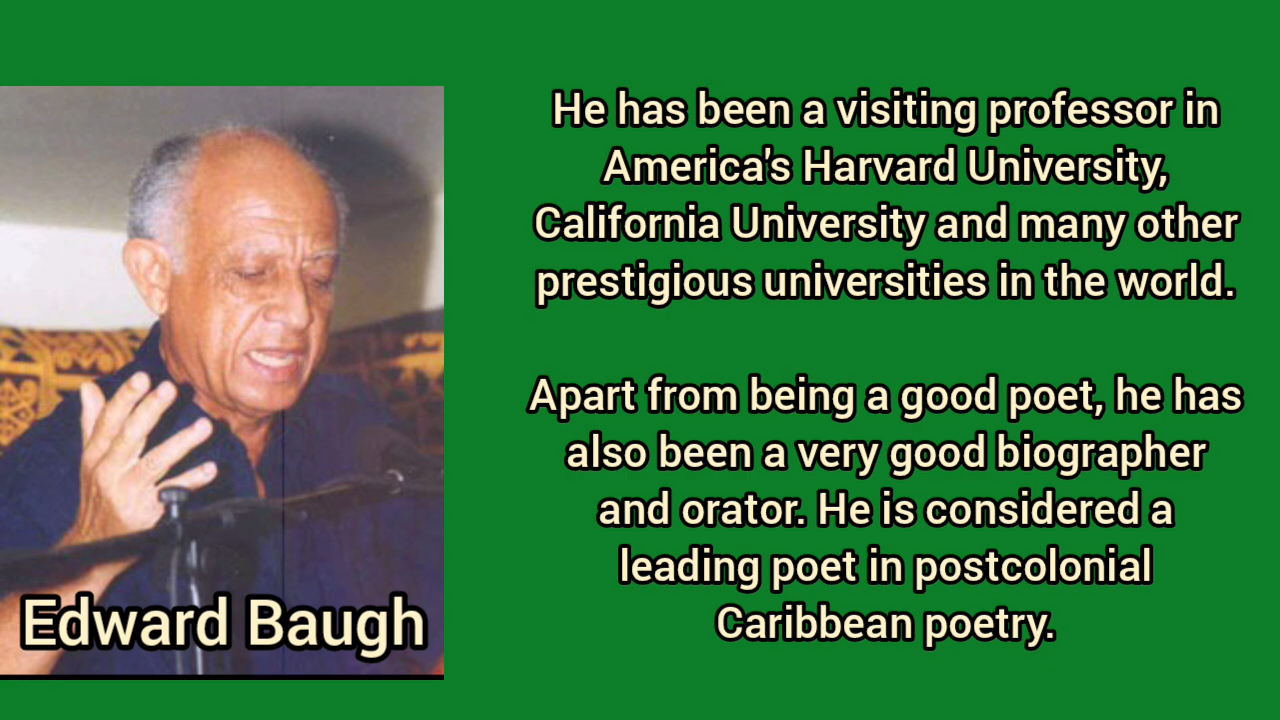 He has been a visiting professor in
America's Harvard University,
California University and many other
prestigious universities in the world.
Apart from being a good poet, he has
also been a very good biographer
and orator. He is considered a
leading poet in postcolonial
Caribbean poetry.
Edward Baugh